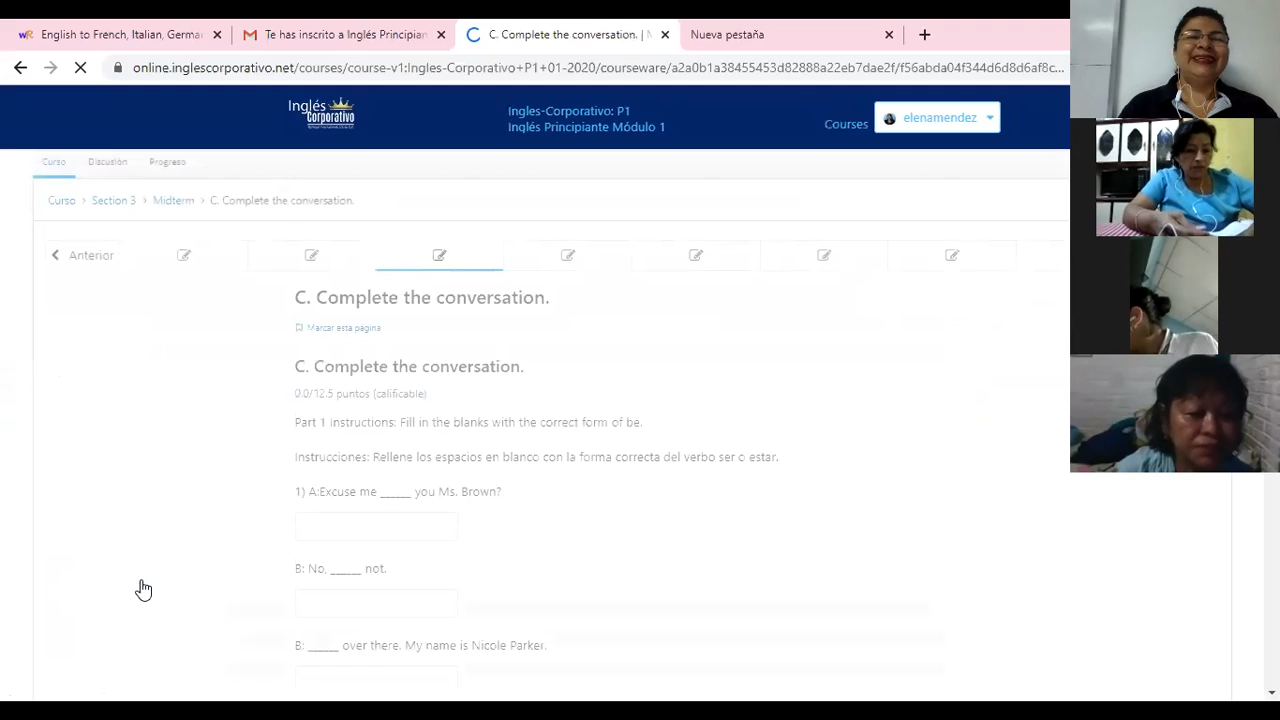 English to French, Italian, Germa
Te has inscrito a Inglés Principian
C. Complete the conversation. | M
Nueva pestaña
online.inglescorporativo.net/courses/course-v1:Ingles-Corporativo+P1+01-2020/courseware/a2a0b1a38455453d82888a22eb7dae2f/f56abda04f344d6d8d6af8c...
Inglés
Corporativo
Ingles-Corporativo: P1
Inglés Principiante Módulo 1
Courses
elenamendez
Curso
Discusión
Progreso
Curso > Section 3 > Midterm > C. Complete the conversation.
Anterior
C. Complete the conversation.
Marcar esta pagina
C. Complete the conversation.
0.0/12.5 puntos (calificable)
Part 1 instructions: Fill in the blanks with the correct form of be.
Instrucciones: Rellene los espacios en blanco con la forma correcta del verbo ser o estar.
1) A:Excuse me ______ you Ms. Brown?
B: No, ______ not.
B: ______ over there. My name is Nicole Parker.